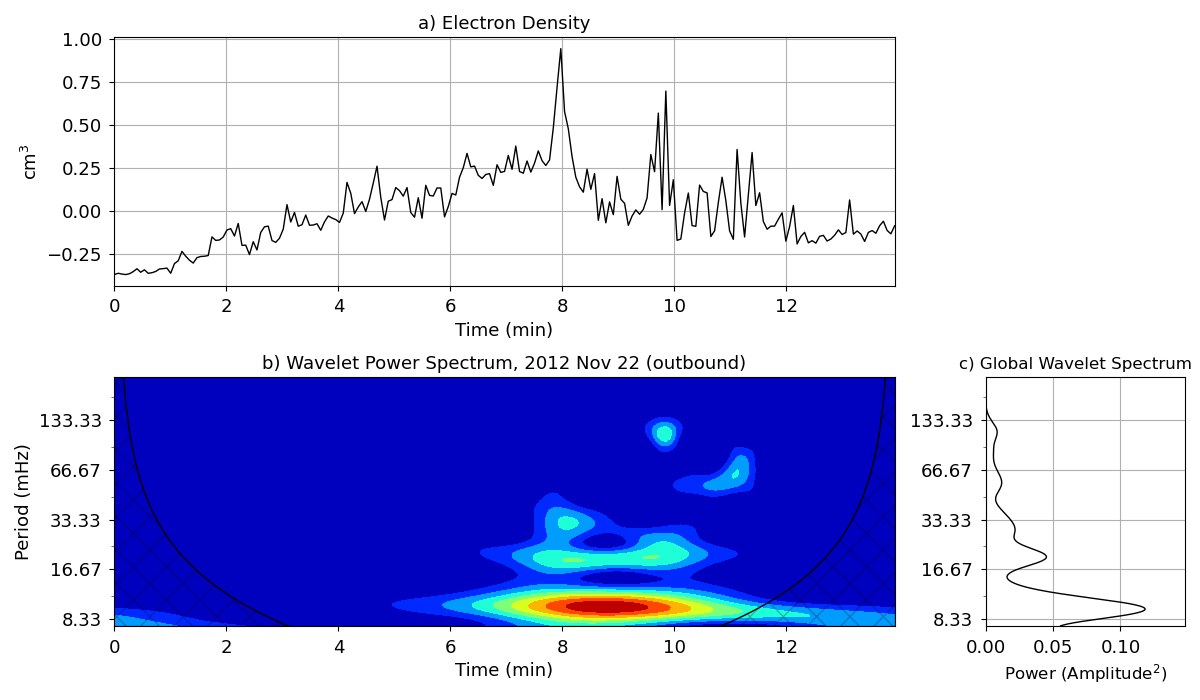 a) Electron Density
1.00
0.75
0.50
0.25
0.00
−0.25
cm³
0 2 4 6 8 10 12
Time (min)
b) Wavelet Power Spectrum, 2012 Nov 22 (outbound)
133.33
66.67
33.33
16.67
8.33
Period (mHz)
0 2 4 6 8 10 12
Time (min)
c) Global Wavelet Spectrum
133.33
66.67
33.33
16.67
8.33
0.00 0.05 0.10
Power (Amplitude²)